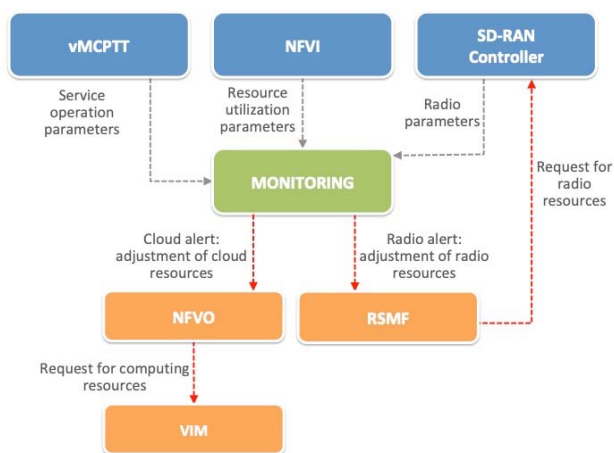 vMCPTT
NFVI
SD-RAN
Controller
Service
operation
parameters
Resource
utilization
parameters
Radio
parameters
Request for
radio
resources
MONITORING
Cloud alert:
adjustment of cloud
resources
Radio alert:
adjustment of radio
resources
NFVO
RSMF
Request for computing
resources
VIM